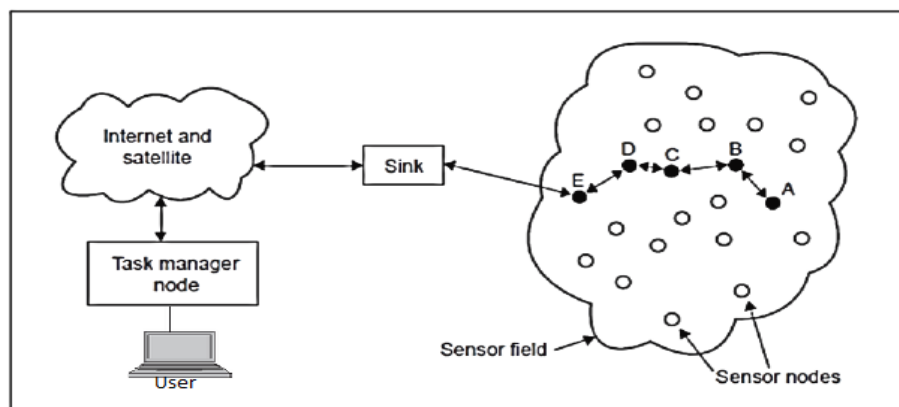 Internet and
satellite
Sink
Task manager
node
User
D
C
B
E
A
Sensor field
Sensor nodes